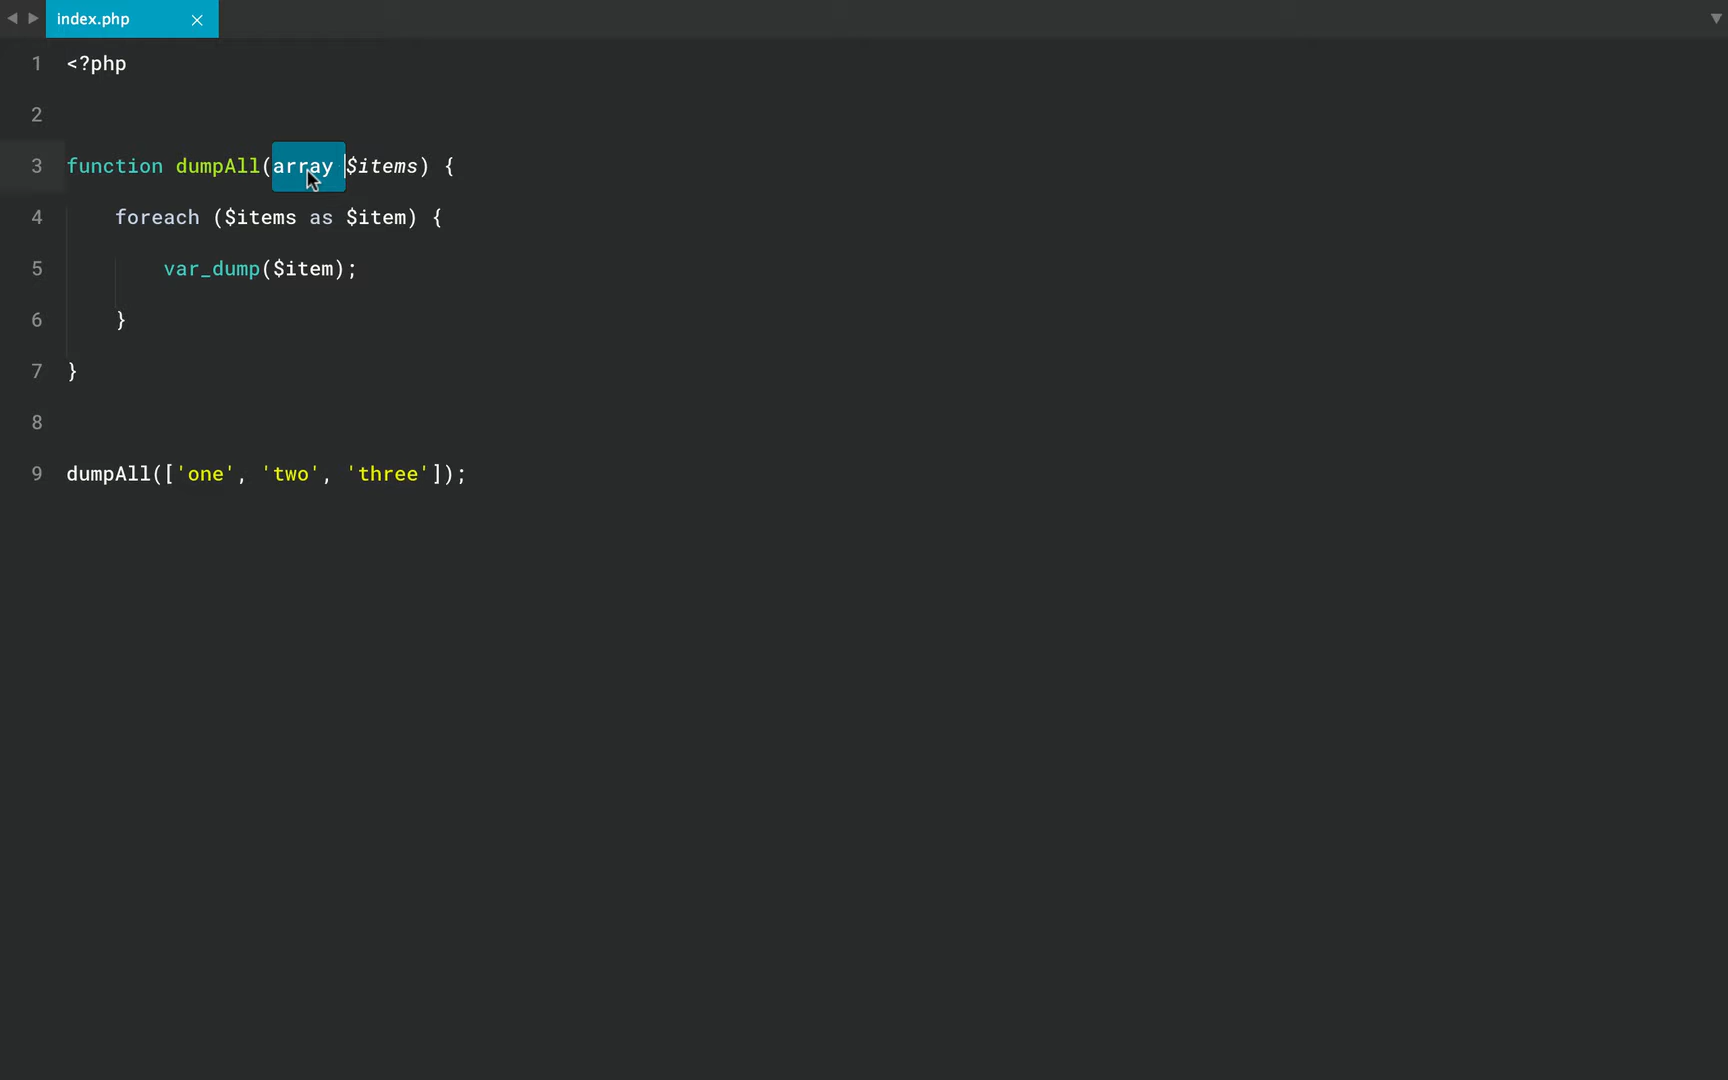 index.php
1 <?php
2
3 function dumpAll(array $items) {
4 foreach ($items as $item) {
5 var_dump($item);
6 }
7 }
8
9 dumpAll(['one', 'two', 'three']);